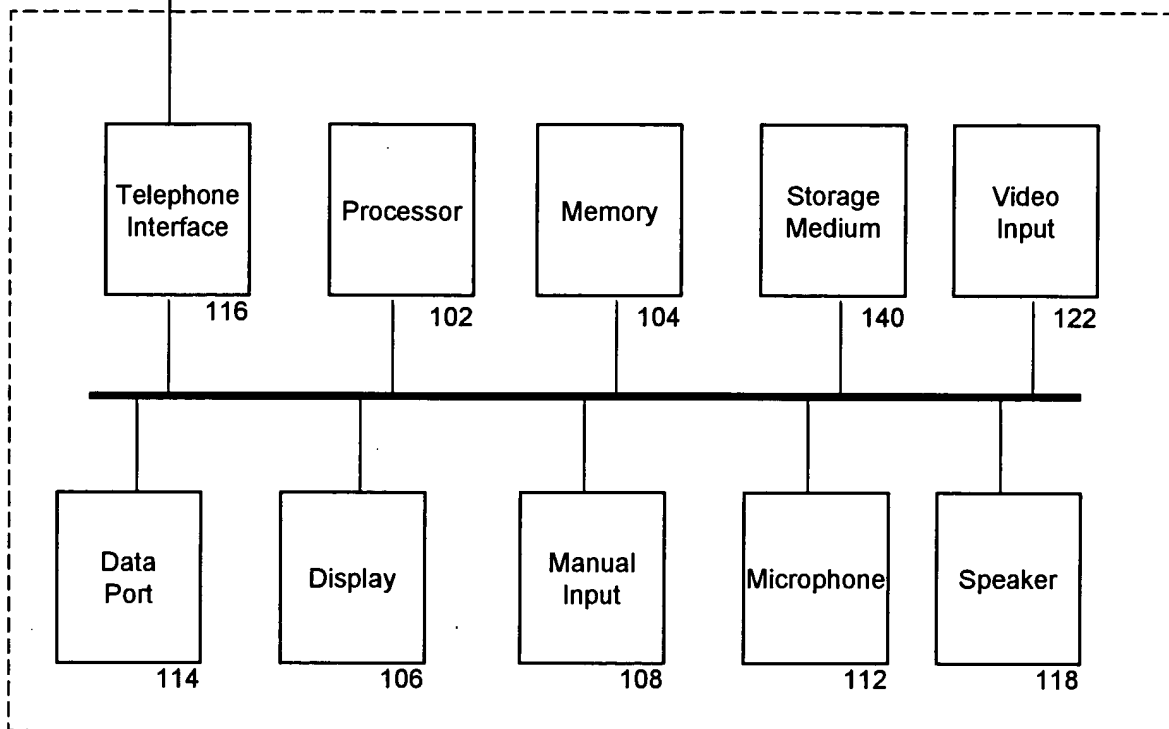 Telephone
Interface
116
Processor
102
Memory
104
Storage
Medium
140
Video
Input
122
Data
Port
114
Display
106
Manual
Input
108
Microphone
112
Speaker
118